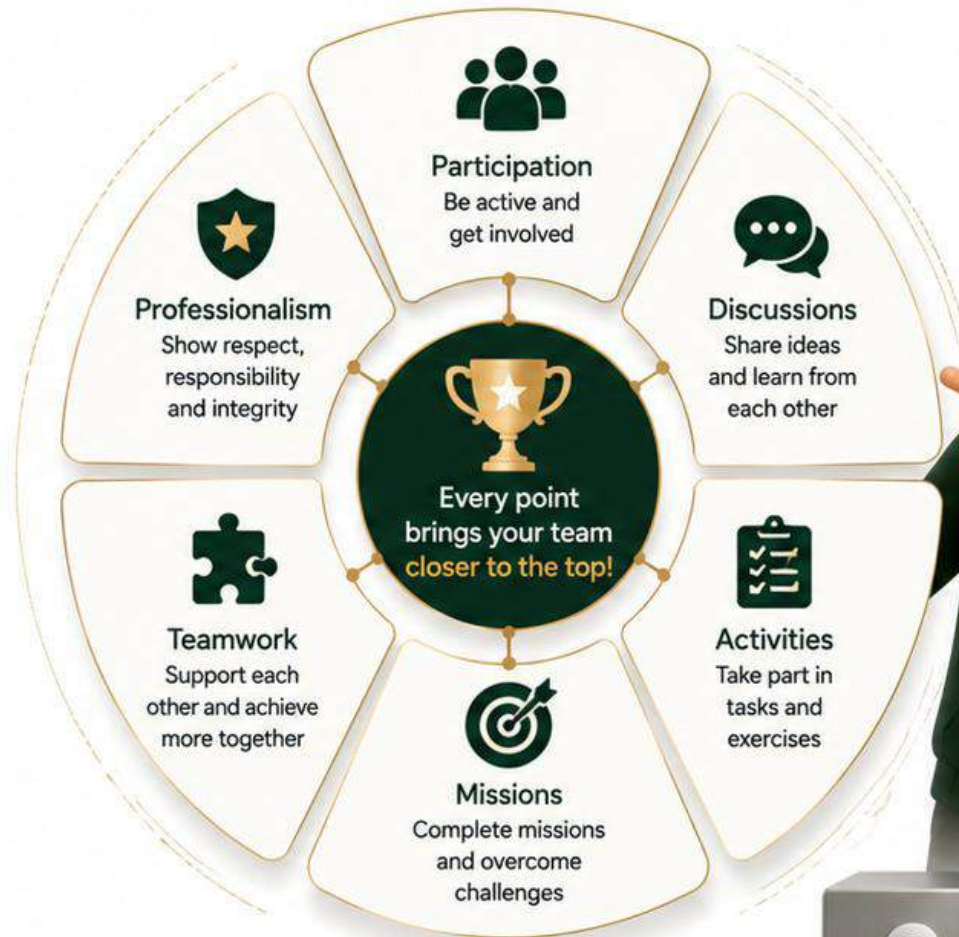 Participation
Be active and
get involved
Discussions
Share ideas
and learn from
each other
Activities
Take part in
tasks and
exercises
Missions
Complete missions
and overcome
challenges
Teamwork
Support each
other and achieve
more together
Professionalism
Show respect,
responsibility
and integrity
Every point
brings your team
closer to the top!